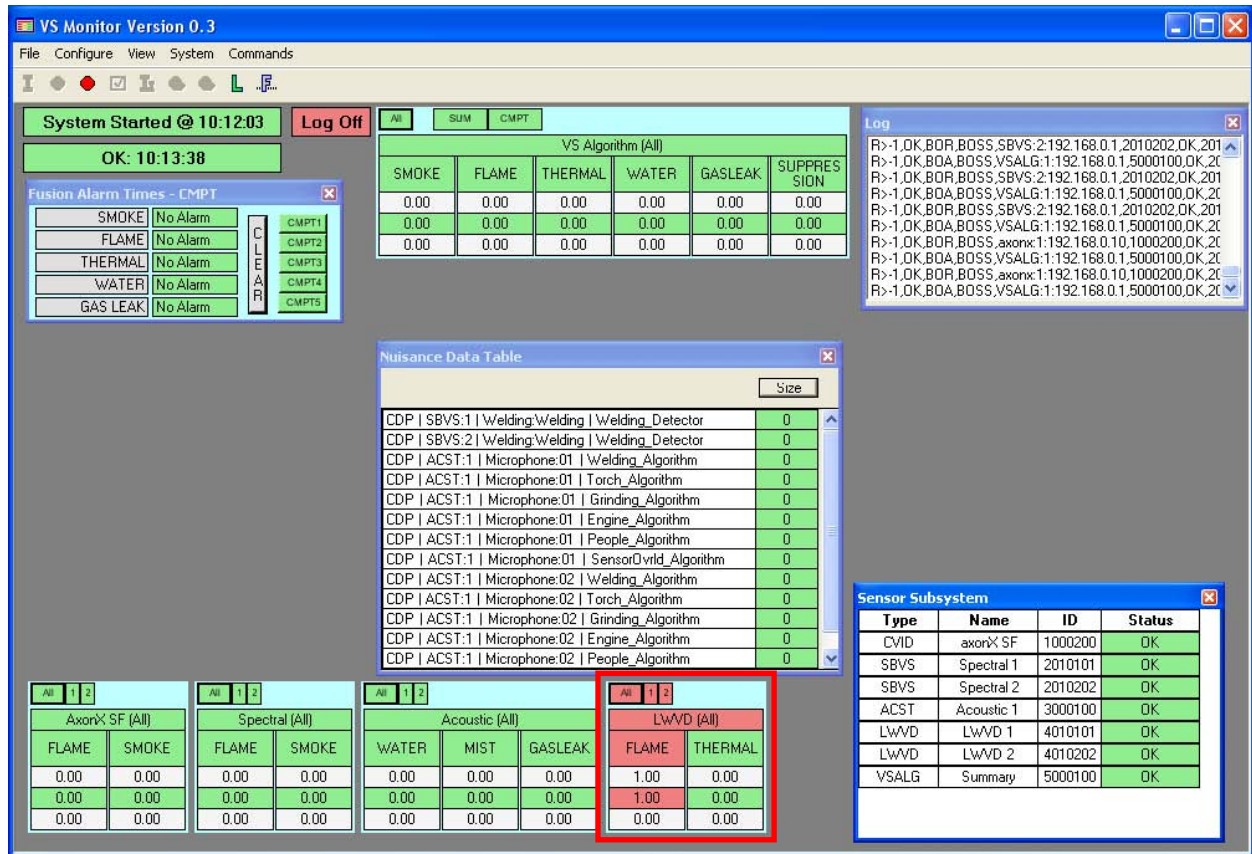 VS Monitor Version 0.3
File Configure View System Commands
L ..F..
System Started @ 10:12:03
Log Off
OK: 10:13:38
Fusion Alarm Times - CMPT
SMOKE No Alarm
FLAME No Alarm
THERMAL No Alarm
WATER No Alarm
GAS LEAK No Alarm
CLEAR
CMPT1
CMPT2
CMPT3
CMPT4
CMPT5
All SUM CMPT
VS Algorithm (All)
SMOKE FLAME THERMAL WATER GASLEAK SUPPRES
SION
0.00 0.00 0.00 0.00 0.00 0.00
0.00 0.00 0.00 0.00 0.00 0.00
0.00 0.00 0.00 0.00 0.00 0.00
Log
R>-1,OK,BOR,BOSS,SBVS:2:192.168.0.1,2010202,OK,201
R>-1,OK,BOA,BOSS,VSALG:1:192.168.0.1,5000100,OK,20
R>-1,OK,BOR,BOSS,SBVS:2:192.168.0.1,2010202,OK,201
R>-1,OK,BOA,BOSS,VSALG:1:192.168.0.1,5000100,OK,20
R>-1,OK,BOR,BOSS,SBVS:2:192.168.0.1,2010202,OK,201
R>-1,OK,BOA,BOSS,VSALG:1:192.168.0.1,5000100,OK,20
R>-1,OK,BOR,BOSS,axonx:1:192.168.0.10,1000200,OK,20
R>-1,OK,BOA,BOSS,VSALG:1:192.168.0.1,5000100,OK,20
R>-1,OK,BOR,BOSS,axonx:1:192.168.0.10,1000200,OK,20
R>-1,OK,BOA,BOSS,VSALG:1:192.168.0.1,5000100,OK,20
Nuisance Data Table
Size
CDP | SBVS:1 | Welding:Welding | Welding_Detector 0
CDP | SBVS:2 | Welding:Welding | Welding_Detector 0
CDP | ACST:1 | Microphone:01 | Welding_Algorithm 0
CDP | ACST:1 | Microphone:01 | Torch_Algorithm 0
CDP | ACST:1 | Microphone:01 | Grinding_Algorithm 0
CDP | ACST:1 | Microphone:01 | Engine_Algorithm 0
CDP | ACST:1 | Microphone:01 | People_Algorithm 0
CDP | ACST:1 | Microphone:01 | SensorOvrld_Algorithm 0
CDP | ACST:1 | Microphone:02 | Welding_Algorithm 0
CDP | ACST:1 | Microphone:02 | Torch_Algorithm 0
CDP | ACST:1 | Microphone:02 | Grinding_Algorithm 0
CDP | ACST:1 | Microphone:02 | Engine_Algorithm 0
CDP | ACST:1 | Microphone:02 | People_Algorithm 0
Sensor Subsystem
Type Name ID Status
CVID axonX SF 1000200 OK
SBVS Spectral 1 2010101 OK
SBVS Spectral 2 2010202 OK
ACST Acoustic 1 3000100 OK
LWVD LWVD 1 4010101 OK
LWVD LWVD 2 4010202 OK
VSALG Summary 5000100 OK
All 1 2
AxonX SF (All)
FLAME SMOKE
0.00 0.00
0.00 0.00
0.00 0.00
All 1 2
Spectral (All)
FLAME SMOKE
0.00 0.00
0.00 0.00
0.00 0.00
All 1 2
Acoustic (All)
WATER MIST GASLEAK
0.00 0.00 0.00
0.00 0.00 0.00
0.00 0.00 0.00
All 1 2
LWVD (All)
FLAME THERMAL
1.00 0.00
1.00 0.00
0.00 0.00